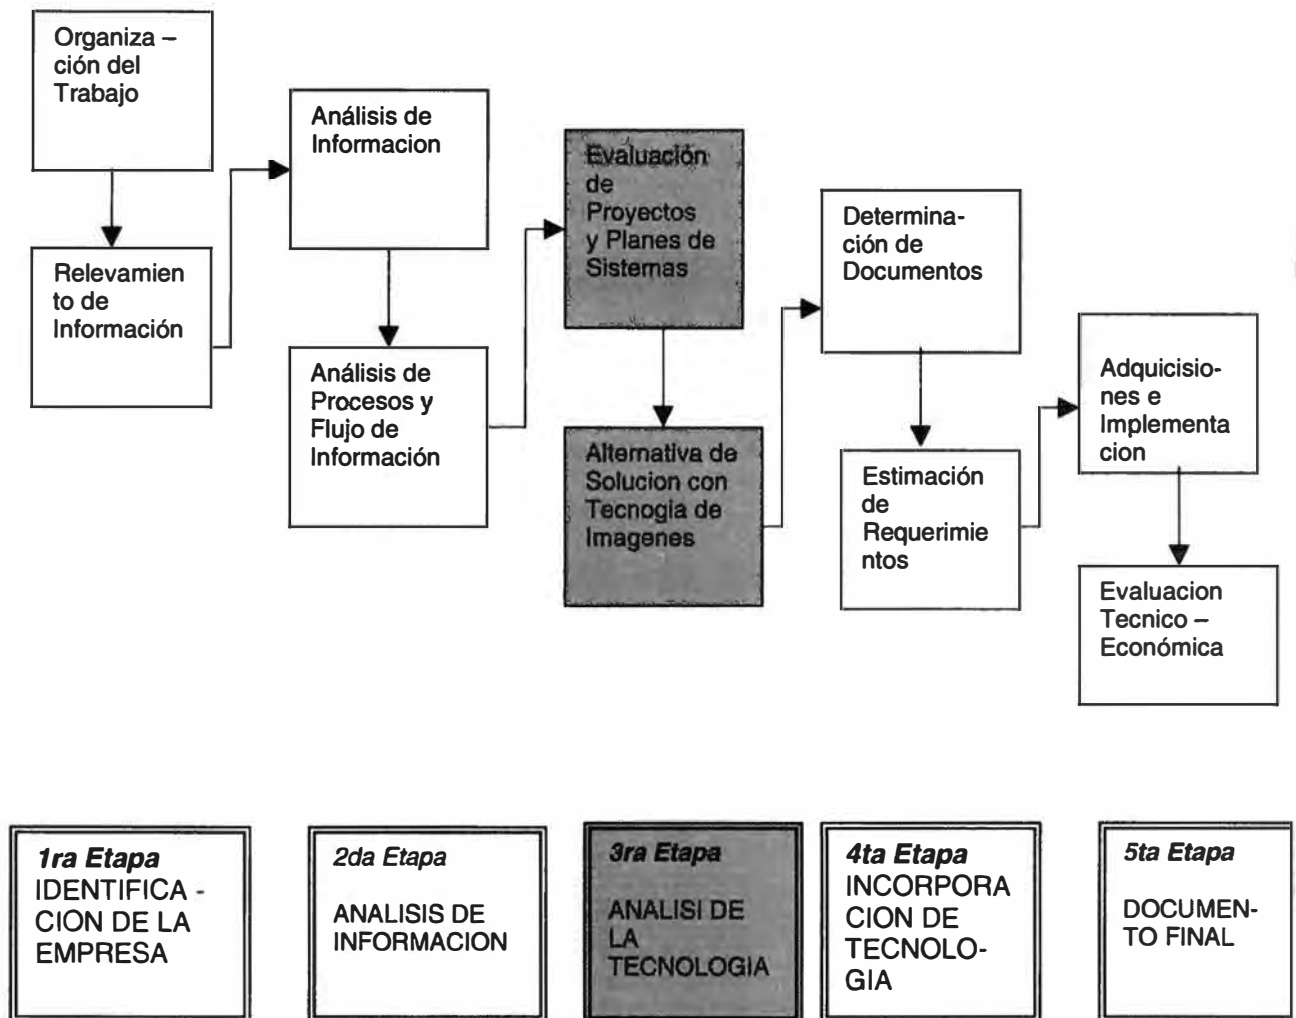 Organiza –
ción del
Trabajo
Relevamien
to de
Información
Análisis de
Informacion
Análisis de
Procesos y
Flujo de
Información
Evaluación
de
Proyectos
y Planes de
Sistemas
Alternativa de
Solucion con
Tecnogia de
Imagenes
Determina-
ción de
Documentos
Estimación
de
Requerimie
ntos
Adquicisio-
nes e
Implementa
cion
Evaluacion
Tecnico –
Económica
1ra Etapa
IDENTIFICA -
CION DE LA
EMPRESA
2da Etapa
ANALISIS DE
INFORMACION
3ra Etapa
ANALISI DE
LA
TECNOLOGIA
4ta Etapa
INCORPORA
CION DE
TECNOLO-
GIA
5ta Etapa
DOCUMEN-
TO FINAL